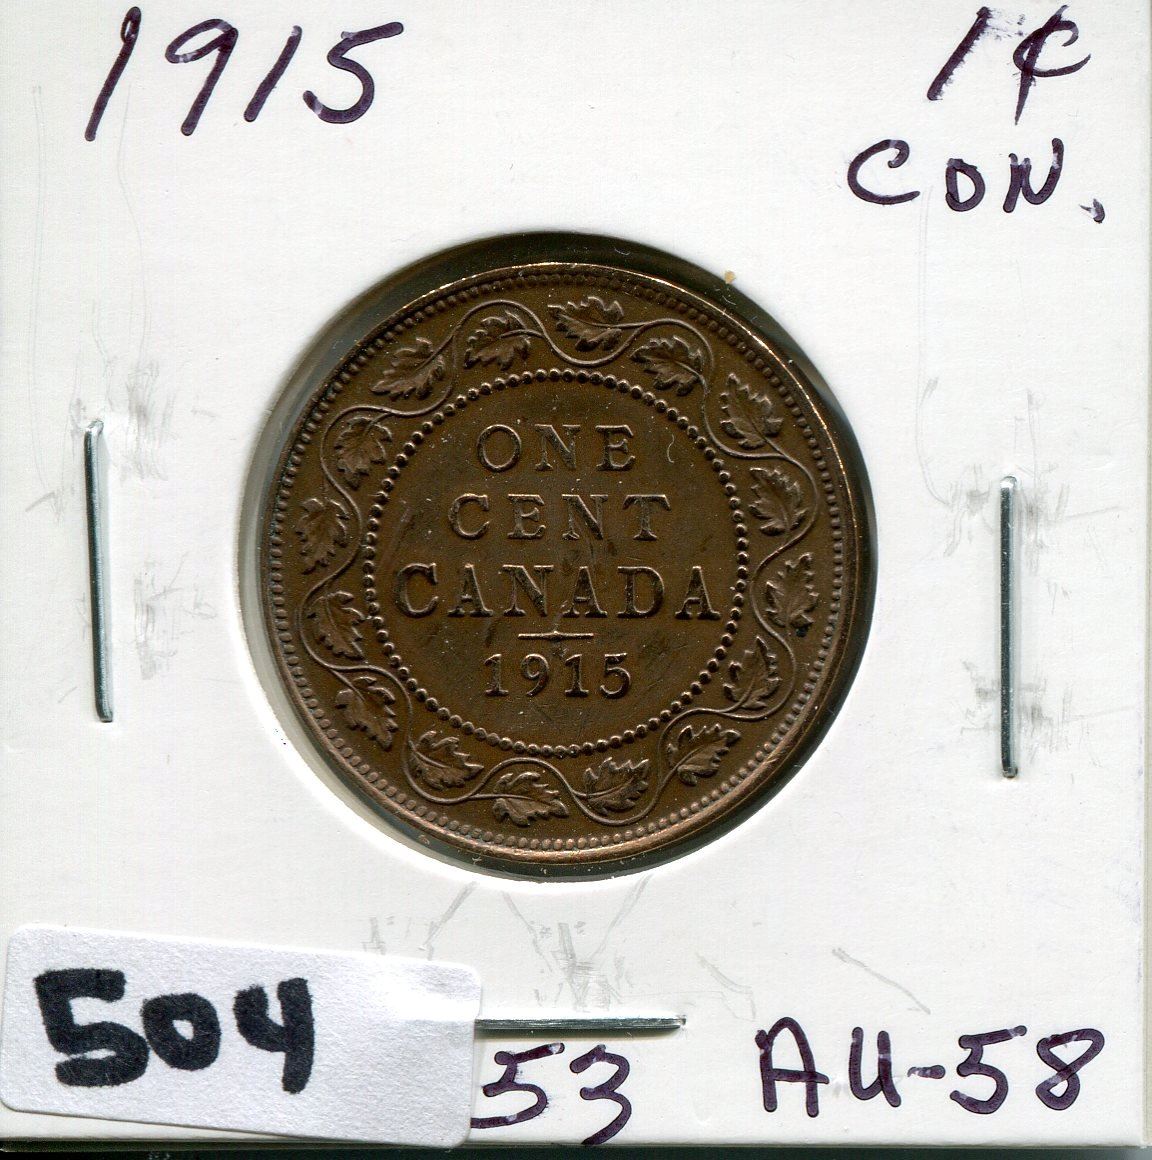 1915
1¢
CON.
ONE
CENT
CANADA
1915
504
53
AU-58